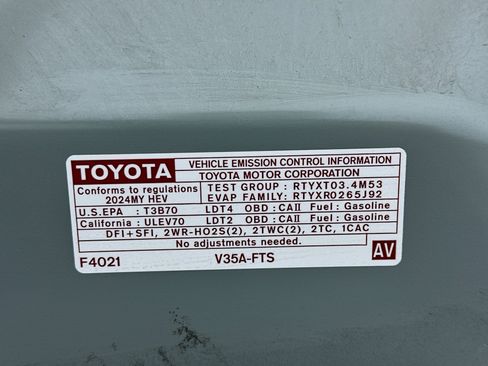 TOYOTA VEHICLE EMISSION CONTROL INFORMATION
TOYOTA MOTOR CORPORATION
Conforms to regulations
2024MY HEV
TEST GROUP : RTYXT03.4M53
EVAP FAMILY: RTYXR0265J92
U.S.EPA : T3B70 LDT4 OBD : CAII Fuel : Gasoline
California : ULEV70 LDT2 OBD : CAII Fuel : Gasoline
DFI+SFI, 2WR-HO2S(2), 2TWC(2), 2TC, 1CAC
No adjustments needed.
F4021 V35A-FTS AV